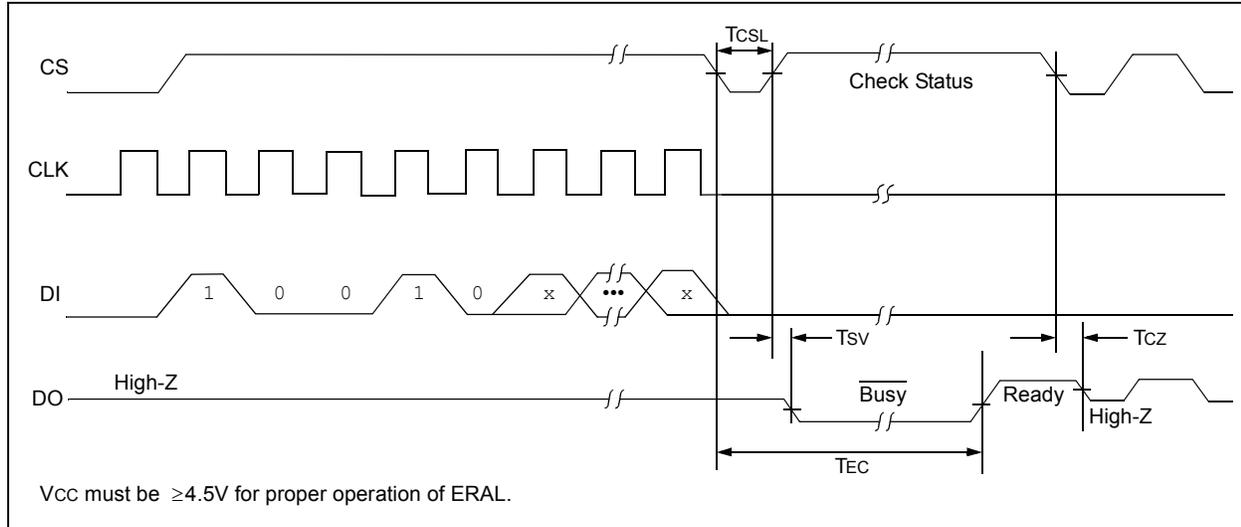 TCSL
CS
Check Status
CLK
DI
1 0 0 1 0 x ••• x
TSV
TCZ
High-Z
DO
Busy
Ready
High-Z
TEC
VCC must be ≥4.5V for proper operation of ERAL.